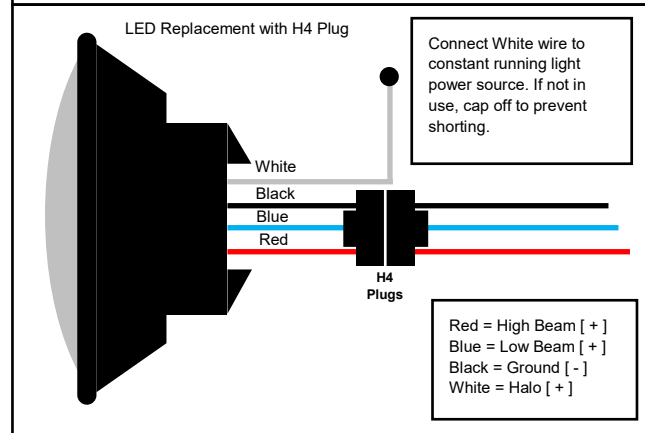 LED Replacement with H4 Plug
Connect White wire to
constant running light
power source. If not in
use, cap off to prevent
shorting.
White
Black
Blue
Red
H4
Plugs
Red = High Beam [ + ]
Blue = Low Beam [ + ]
Black = Ground [ - ]
White = Halo [ + ]